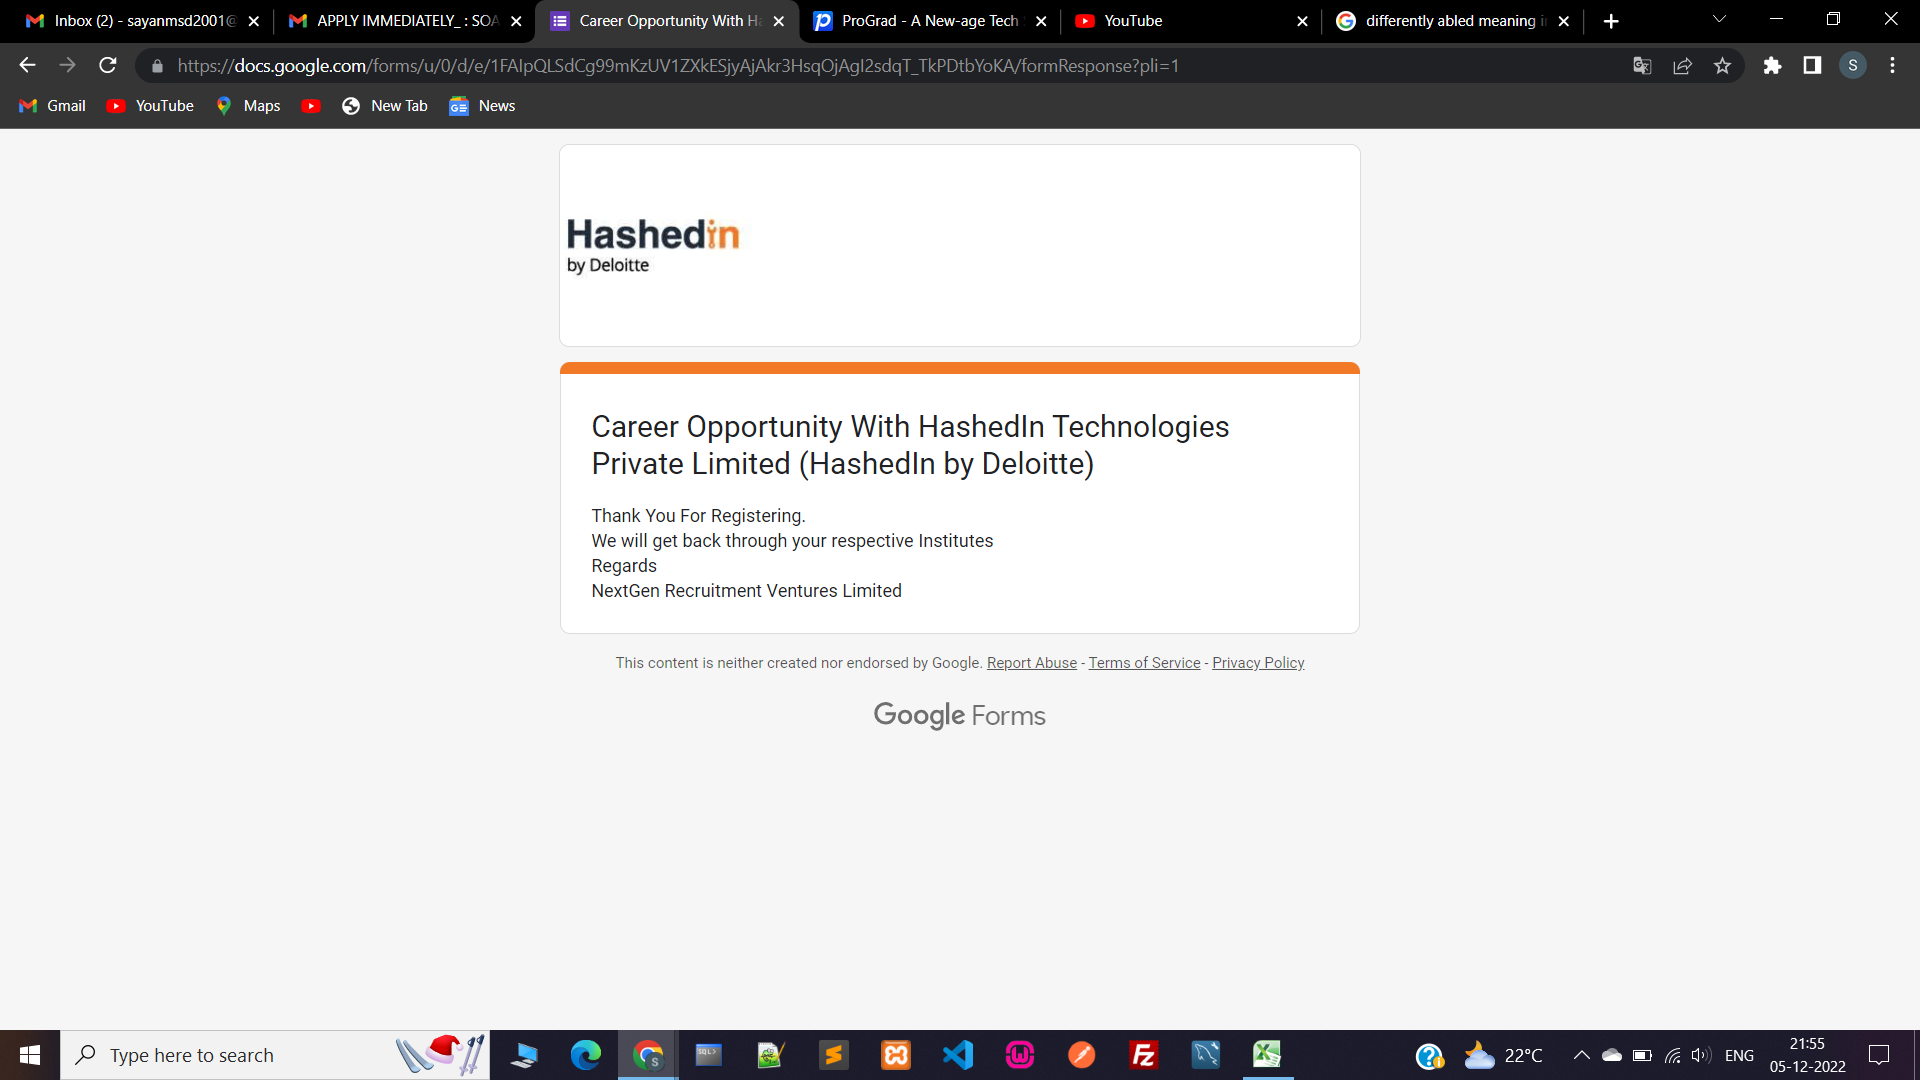 Inbox (2) - sayanmsd2001@
APPLY IMMEDIATELY_ : SOA
Career Opportunity With Ha
ProGrad - A New-age Tech
YouTube
differently abled meaning in
https://docs.google.com/forms/u/0/d/e/1FAIpQLSdCg99mKzUV1ZXkESjyAjAkr3HsqOjAgI2sdqT_TkPDtbYoKA/formResponse?pli=1
S
Gmail
YouTube
Maps
New Tab
News
Hashedin
by Deloitte
Career Opportunity With HashedIn Technologies
Private Limited (HashedIn by Deloitte)
Thank You For Registering.
We will get back through your respective Institutes
Regards
NextGen Recruitment Ventures Limited
This content is neither created nor endorsed by Google. Report Abuse - Terms of Service - Privacy Policy
Google Forms
Type here to search
22°C
ENG
21:55
05-12-2022